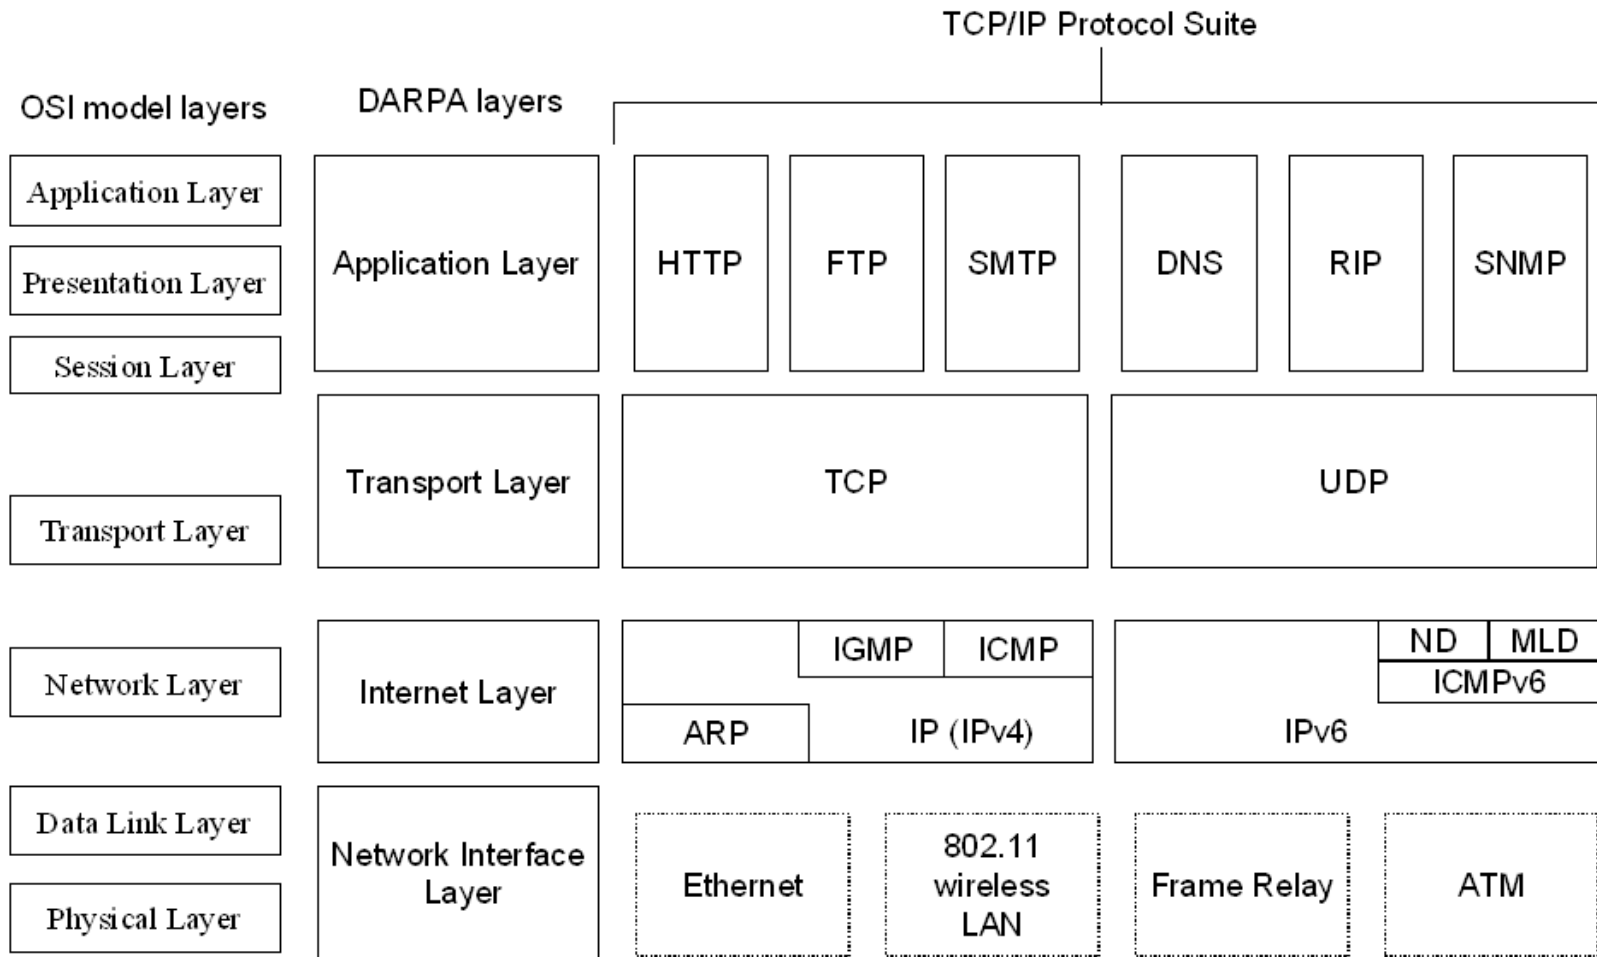 TCP/IP Protocol Suite
OSI model layers
DARPA layers
Application Layer
Presentation Layer
Session Layer
Transport Layer
Network Layer
Data Link Layer
Physical Layer
Application Layer
Transport Layer
Internet Layer
Network Interface
Layer
HTTP
FTP
SMTP
DNS
RIP
SNMP
TCP
UDP
IGMP
ICMP
ARP
IP (IPv4)
ND
MLD
ICMPv6
IPv6
Ethernet
802.11
wireless
LAN
Frame Relay
ATM